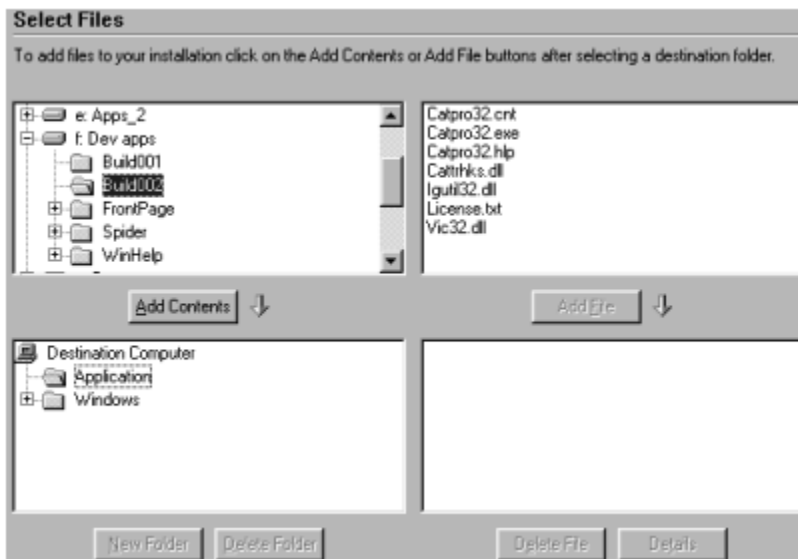 Select Files
To add files to your installation click on the Add Contents or Add File buttons after selecting a destination folder.
e: Apps_2
f: Dev apps
Build001
Build002
FrontPage
Spider
WinHelp
Catpro32.cnt
Catpro32.exe
Catpro32.hlp
Cattrhks.dll
Igutil32.dll
License.txt
Vic32.dll
Add Contents
Add File
Destination Computer
Application
Windows
New Folder
Delete Folder
Delete File
Details